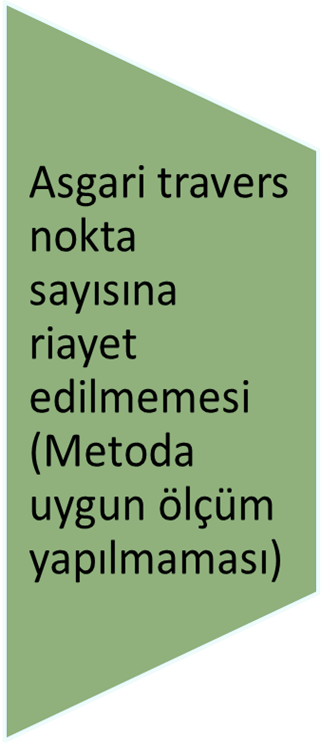 Asgari travers
nokta
sayısına
riayet
edilmemesi
(Metoda
uygun ölçüm
yapılmaması)